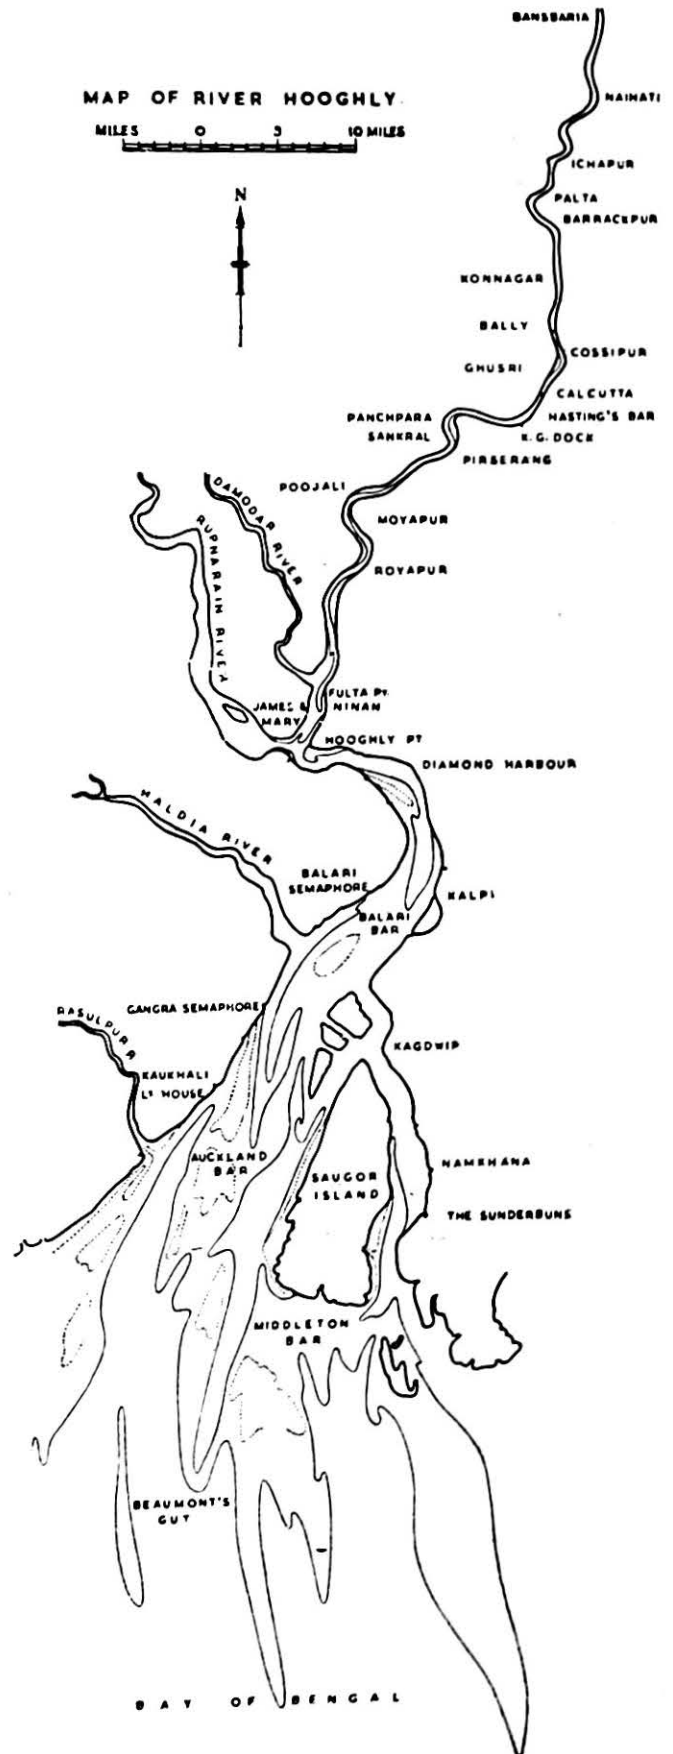 BANSBARIA
MAP OF RIVER HOOGHLY.
NAIHATI
MILES 0 5 10 MILES
ICHAPUR
N
PALTA
BARRACKPUR
KONNAGAR
BALLY
COSSIPUR
GHUSRI
CALCUTTA
PANCHPARA
HASTING'S BAR
SANKRAL
K.G. DOCK
PIRSERANG
POOJALI
DAMODAR RIVER
MOYAPUR
RUPNARAIN RIVER
ROYAPUR
JAMES &
MARY
FULTA PT.
NINAN
HOOGHLY PT
DIAMOND HARBOUR
HALDIA RIVER
BALARI
SEMAPHORE
KALPI
BALARI
BAR
GANGRA SEMAPHORE
RASULPURA
KAGDWIP
KAUKHALI
LT HOUSE
AUCKLAND
BAR
NAMKHANA
SAUGOR
ISLAND
THE SUNDERBUNS
MIDDLETON
BAR
BEAUMONT'S
GUT
BAY OF BENGAL